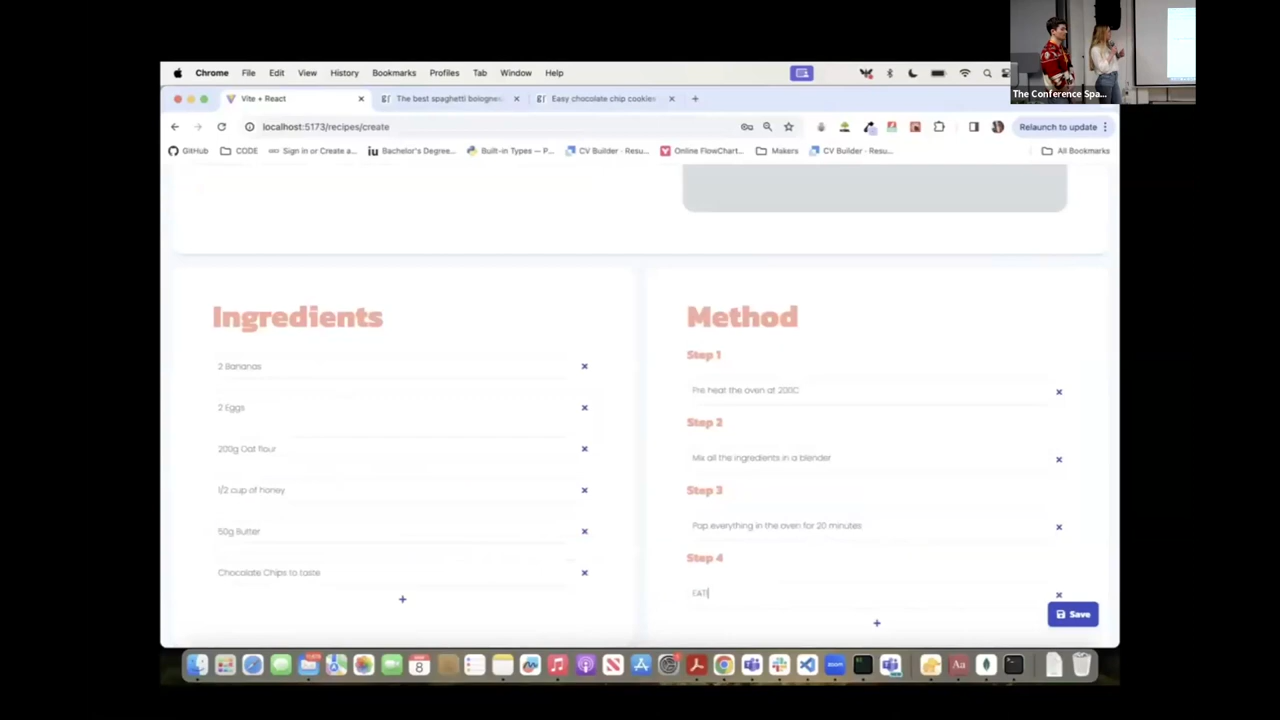 The Conference Spa...
Chrome File Edit View History Bookmarks Profiles Tab Window Help
Vite + React
The best spaghetti bolognes
Easy chocolate chip cookies
localhost:5173/recipes/create
Relaunch to update
GitHub
CODE
Sign in or Create a...
Bachelor's Degree...
Built-in Types — P...
CV Builder · Resu...
Online FlowChart...
Makers
CV Builder · Resu...
All Bookmarks
Ingredients
2 Bananas
2 Eggs
200g Oat flour
1/2 cup of honey
50g Butter
Chocolate Chips to taste
Method
Step 1
Pre heat the oven at 200C
Step 2
Mix all the ingredients in a blender
Step 3
Pop everything in the oven for 20 minutes
Step 4
EAT
Save
8